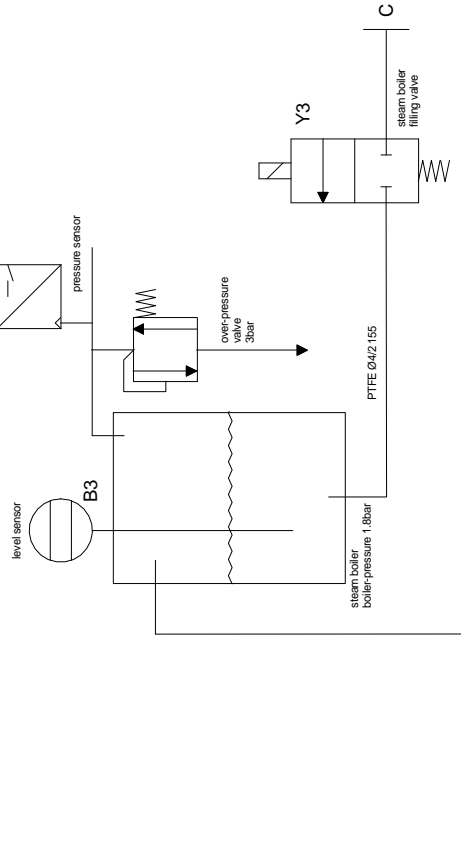 C
steam boiler
filling valve
Y3
pressure sensor
over-pressure
valve
3bar
PTFE Ø4/2 155
level sensor
B3
steam boiler
boiler-pressure 1.8bar